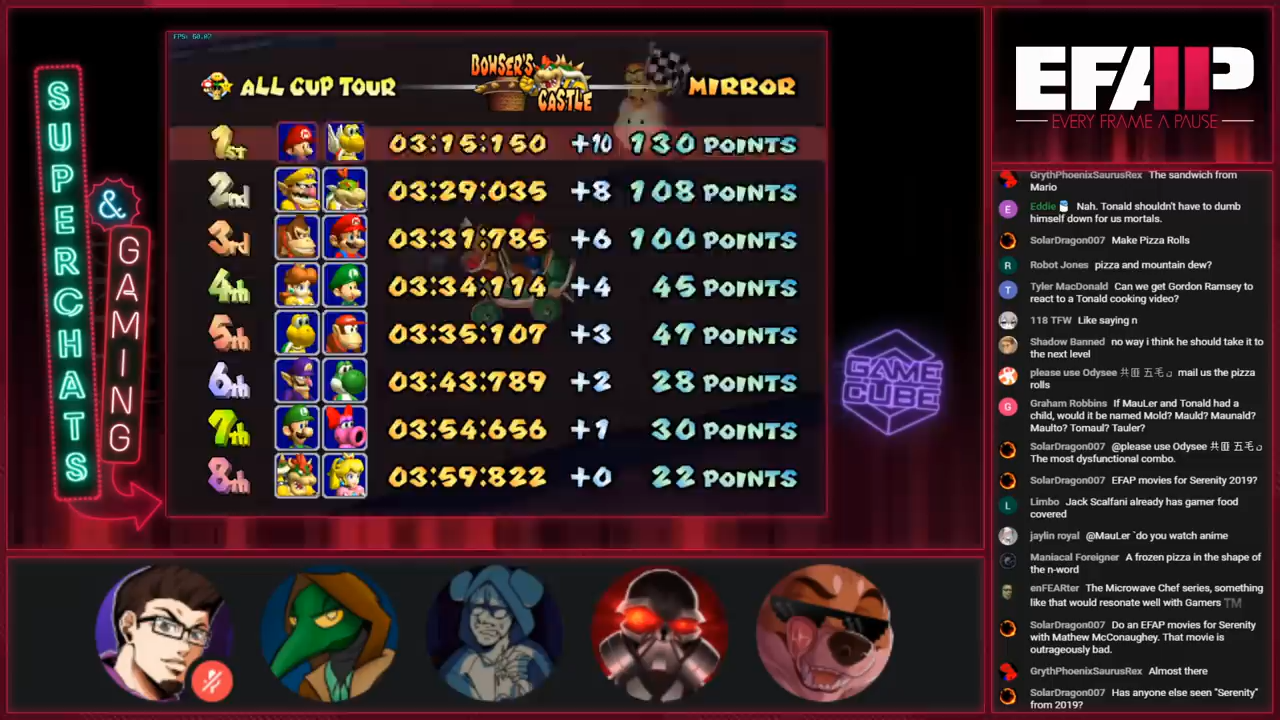 SUPERCHATS
&
GAMING
FPS: 60.07
ALL CUP TOUR
BOWSER'S
CASTLE
MIRROR
1st 03:15:150 +10 130 POINTS
2nd 03:29:035 +8 108 POINTS
3rd 03:31:785 +6 100 POINTS
4th 03:34:114 +4 45 POINTS
5th 03:35:107 +3 47 POINTS
6th 03:43:789 +2 28 POINTS
7th 03:54:656 +1 30 POINTS
8th 03:59:822 +0 22 POINTS
GAME
CUBE
EFAP
EVERY FRAME A PAUSE
GrythPhoenixSaurusRex The sandwich from
Mario
E
Eddie Nah. Tonald shouldn't have to dumb
himself down for us mortals.
SolarDragon007 Make Pizza Rolls
R
Robot Jones pizza and mountain dew?
T
Tyler MacDonald Can we get Gordon Ramsey to
react to a Tonald cooking video?
118 TFW Like saying n
Shadow Banned no way i think he should take it to
the next level
please use Odysee 共匪 五毛 mail us the pizza
rolls
G
Graham Robbins If MauLer and Tonald had a
child, would it be named Mold? Mauld? Maunald?
Maulto? Tomaul? Tauler?
SolarDragon007 @please use Odysee 共匪 五毛
The most dysfunctional combo.
SolarDragon007 EFAP movies for Serenity 2019?
L
Limbo Jack Scalfani already has gamer food
covered
jaylin royal @MauLer `do you watch anime
Maniacal Foreigner A frozen pizza in the shape of
the n-word
enFEARter The Microwave Chef series, something
like that would resonate well with Gamers TM
SolarDragon007 Do an EFAP movies for Serenity
with Mathew McConaughey. That movie is
outrageously bad.
GrythPhoenixSaurusRex Almost there
SolarDragon007 Has anyone else seen "Serenity"
from 2019?